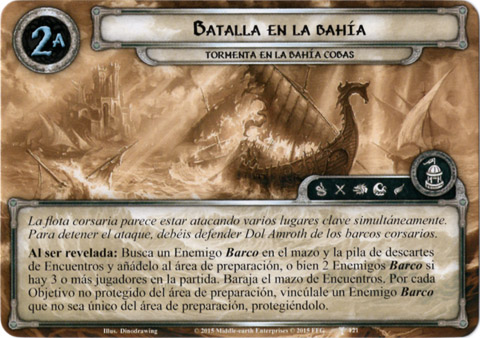 2A
BATALLA EN LA BAHÍA
TORMENTA EN LA BAHÍA COBAS
La flota corsaria parece estar atacando varios lugares clave simultáneamente.
Para detener el ataque, debéis defender Dol Amroth de los barcos corsarios.
Al ser revelada: Busca un Enemigo Barco en el mazo y la pila de descartes
de Encuentros y añádelo al área de preparación, o bien 2 Enemigos Barco si
hay 3 o más jugadores en la partida. Baraja el mazo de Encuentros. Por cada
Objetivo no protegido del área de preparación, vincúlale un Enemigo Barco
que no sea único del área de preparación, protegiéndolo.
Illus. Dinodrawing
© 2015 Middle-earth Enterprises © 2015 FFG
121